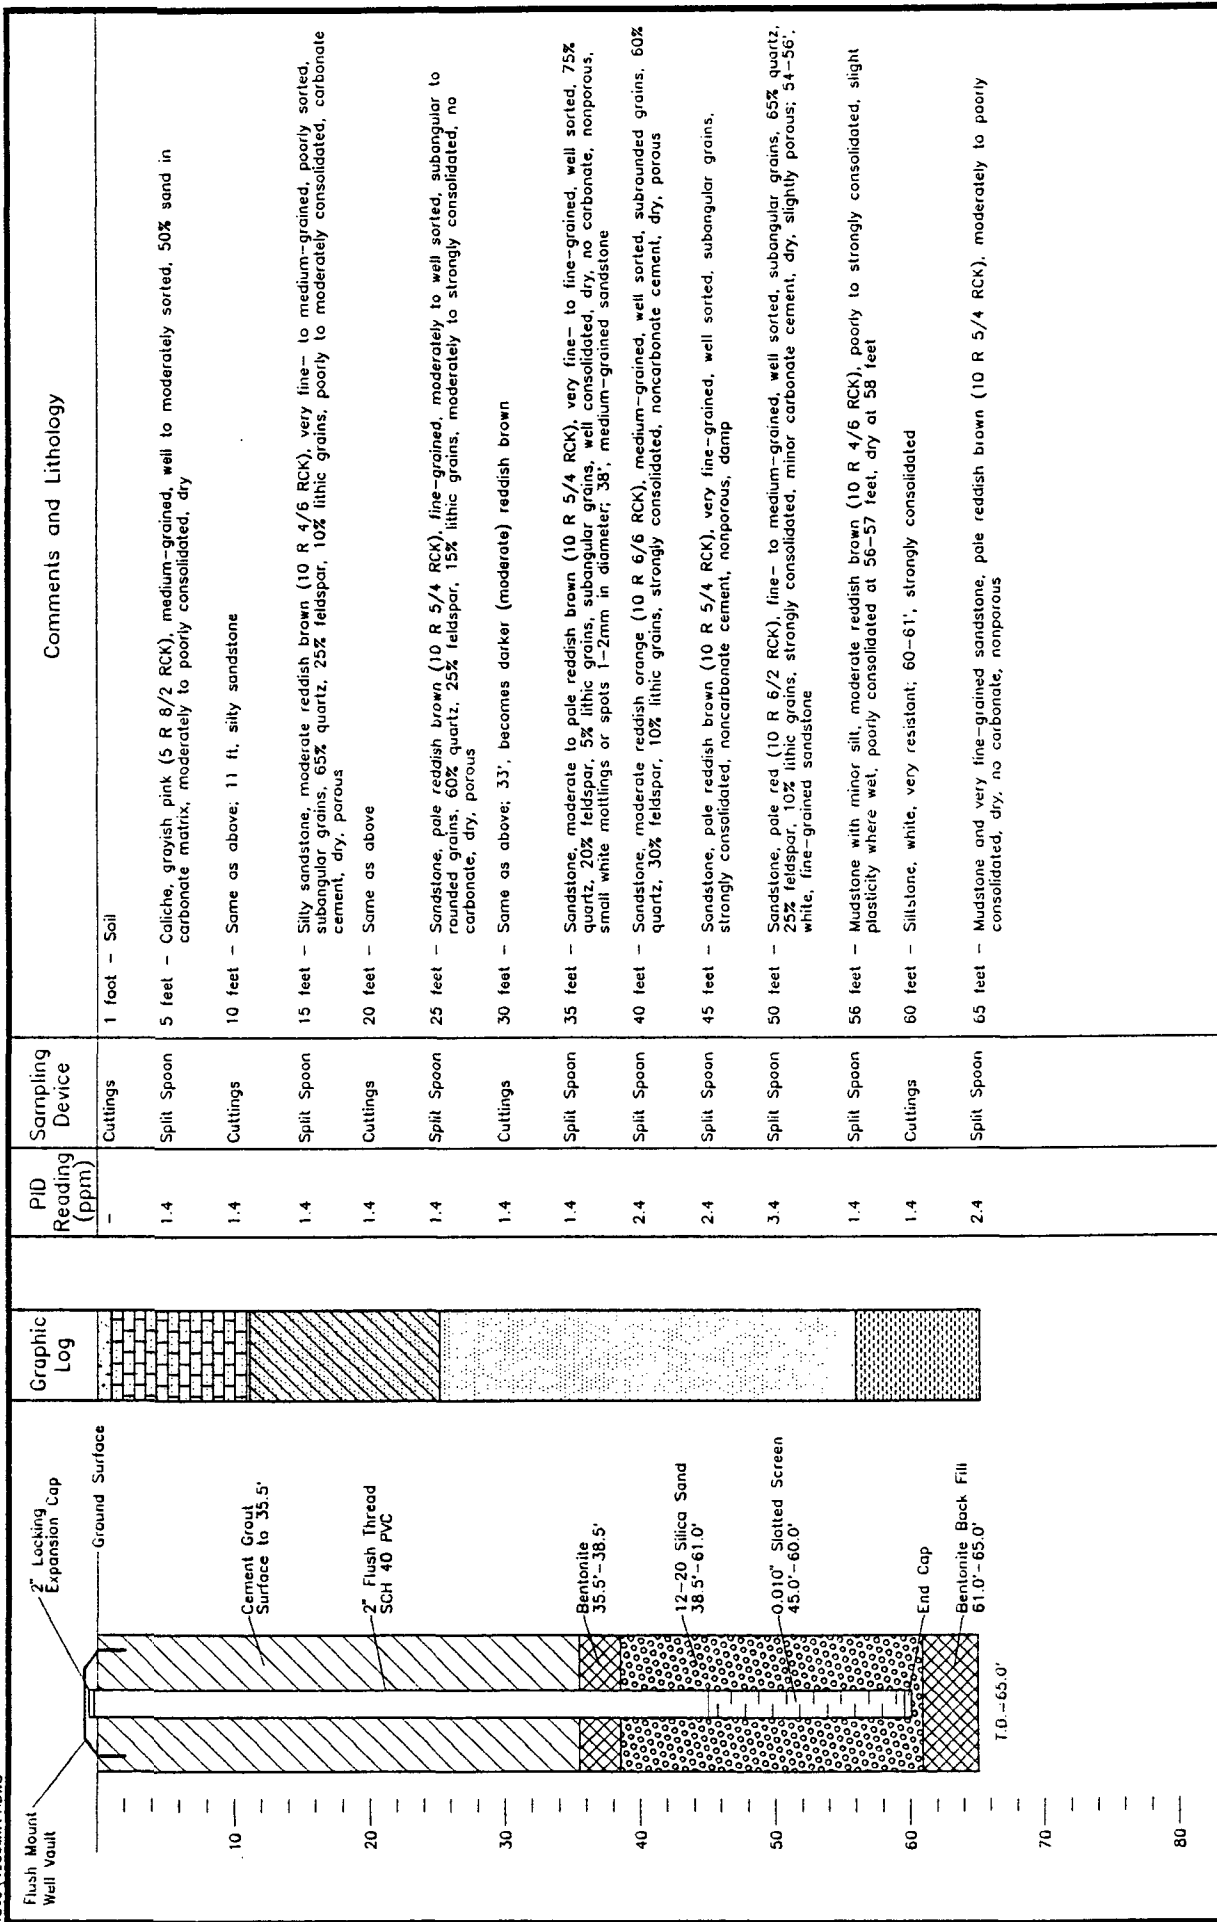 Flush Mount
Well Vault
2" Locking
Expansion Cap
Ground Surface
Cement Grout
Surface to 35.5'
2" Flush Thread
SCH 40 PVC
Bentonite
35.5'-38.5'
12-20 Silica Sand
38.5'-61.0'
0.010" Slotted Screen
45.0'-60.0'
End Cap
Bentonite Back Fill
61.0'-65.0'
T.D.-65.0'
10
20
30
40
50
60
70
80
Graphic
Log
PID
Reading
(ppm)
-
1.4
1.4
1.4
1.4
1.4
1.4
1.4
2.4
2.4
3.4
1.4
1.4
2.4
Sampling
Device
Cuttings
Split Spoon
Cuttings
Split Spoon
Cuttings
Split Spoon
Cuttings
Split Spoon
Split Spoon
Split Spoon
Split Spoon
Split Spoon
Cuttings
Split Spoon
Comments and Lithology
1 foot - Soil
5 feet - Caliche, grayish pink (5 R 8/2 RCK), medium-grained, well to moderately sorted, 50% sand in
carbonate matrix, moderately to poorly consolidated, dry
10 feet - Same as above; 11 ft, silty sandstone
15 feet - Silty sandstone, moderate reddish brown (10 R 4/6 RCK), very fine- to medium-grained, poorly sorted,
subangular grains, 65% quartz, 25% feldspar, 10% lithic grains, poorly to moderately consolidated, carbonate
cement, dry, porous
20 feet - Same as above
25 feet - Sandstone, pale reddish brown (10 R 5/4 RCK), fine-grained, moderately to well sorted, subangular to
rounded grains, 60% quartz, 25% feldspar, 15% lithic grains, moderately to strongly consolidated, no
carbonate, dry, porous
30 feet - Same as above; 33', becomes darker (moderate) reddish brown
35 feet - Sandstone, moderate to pale reddish brown (10 R 5/4 RCK), very fine- to fine-grained, well sorted, 75%
quartz, 20% feldspar, 5% lithic grains, subangular grains, well consolidated, dry, no carbonate, nonporous,
small white mottlings or spots 1-2mm in diameter; 38', medium-grained sandstone
40 feet - Sandstone, moderate reddish orange (10 R 6/6 RCK), medium-grained, well sorted, subrounded grains, 60%
quartz, 30% feldspar, 10% lithic grains, strongly consolidated, noncarbonate cement, dry, porous
45 feet - Sandstone, pale reddish brown (10 R 5/4 RCK), very fine-grained, well sorted, subangular grains,
strongly consolidated, noncarbonate cement, nonporous, damp
50 feet - Sandstone, pale red (10 R 6/2 RCK), fine- to medium-grained, well sorted, subangular grains, 65% quartz,
25% feldspar, 10% lithic grains, strongly consolidated, minor carbonate cement, dry, slightly porous; 54-56',
white, fine-grained sandstone
56 feet - Mudstone with minor silt, moderate reddish brown (10 R 4/6 RCK), poorly to strongly consolidated, slight
plasticity where wet, poorly consolidated at 56-57 feet, dry at 58 feet
60 feet - Siltstone, white, very resistant; 60-61', strongly consolidated
65 feet - Mudstone and very fine-grained sandstone, pale reddish brown (10 R 5/4 RCK), moderately to poorly
consolidated, dry, no carbonate, nonporous